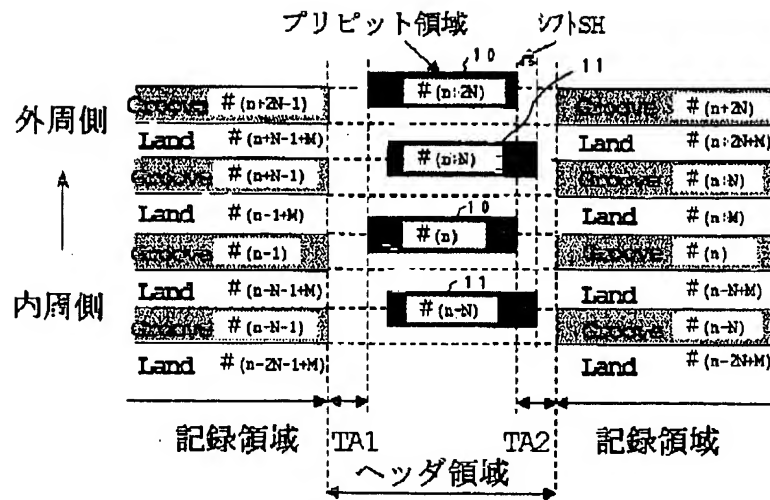 プリピット領域
シフトSH
10
11
外周側
内周側
Groove #(n+2N-1)
#(n:2N)
Groove #(n+2N)
Land #(n+N-1+M)
Land #(n:2N+M)
Groove #(n+N-1)
#(n:N)
Groove #(n:N)
Land #(n-1+M)
10
Land #(n:M)
Groove #(n-1)
#(n)
Groove #(n)
Land #(n-N-1+M)
11
Land #(n-N+M)
Groove #(n-N-1)
#(n-N)
Groove #(n-N)
Land #(n-2N-1+M)
Land #(n-2N+M)
記録領域 TA1 TA2 記録領域
ヘッダ領域